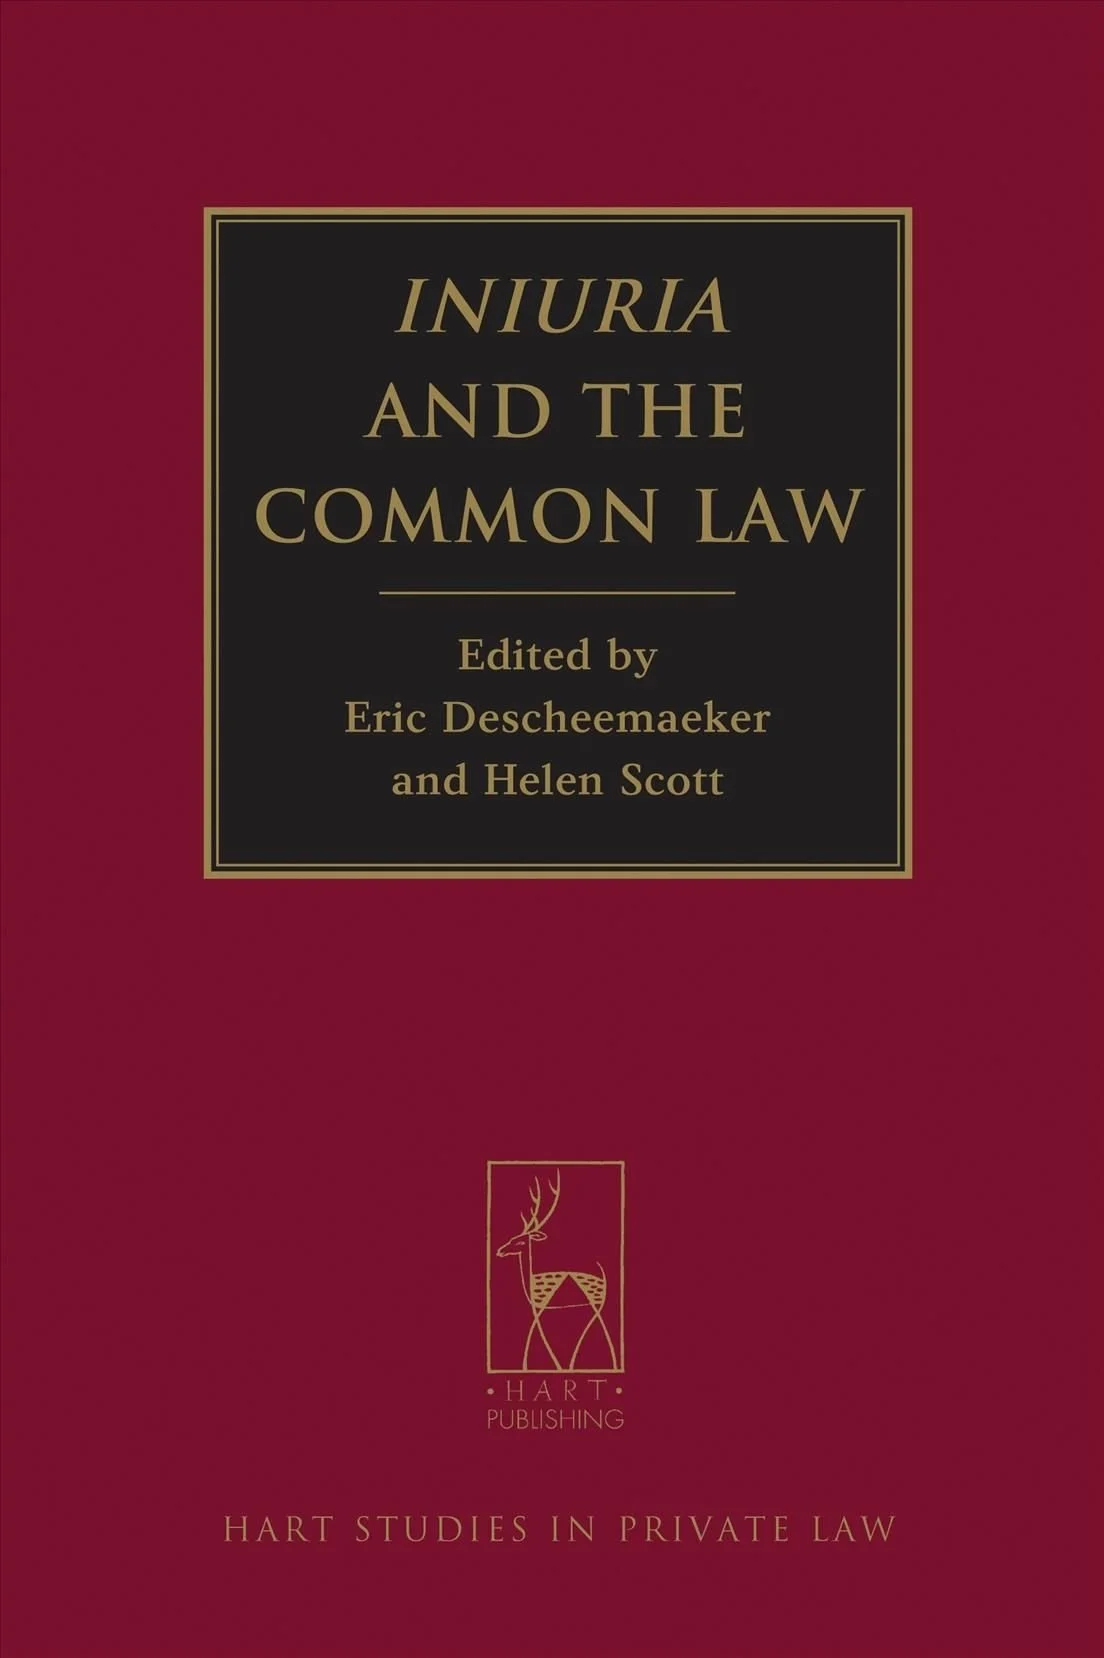 INIURIA
AND THE
COMMON LAW
Edited by
Eric Descheemaeker
and Helen Scott
·HART·
PUBLISHING
HART STUDIES IN PRIVATE LAW